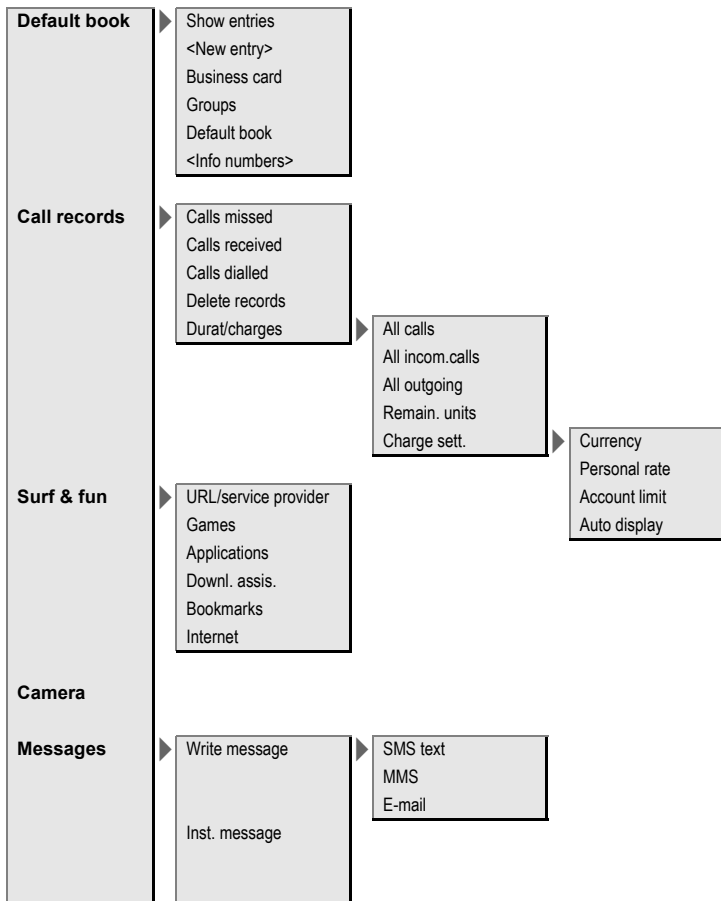 Default book
Show entries
<New entry>
Business card
Groups
Default book
<Info numbers>
Call records
Calls missed
Calls received
Calls dialled
Delete records
Durat/charges
All calls
All incom.calls
All outgoing
Remain. units
Charge sett.
Currency
Personal rate
Account limit
Auto display
Surf & fun
URL/service provider
Games
Applications
Downl. assis.
Bookmarks
Internet
Camera
Messages
Write message
SMS text
MMS
E-mail
Inst. message